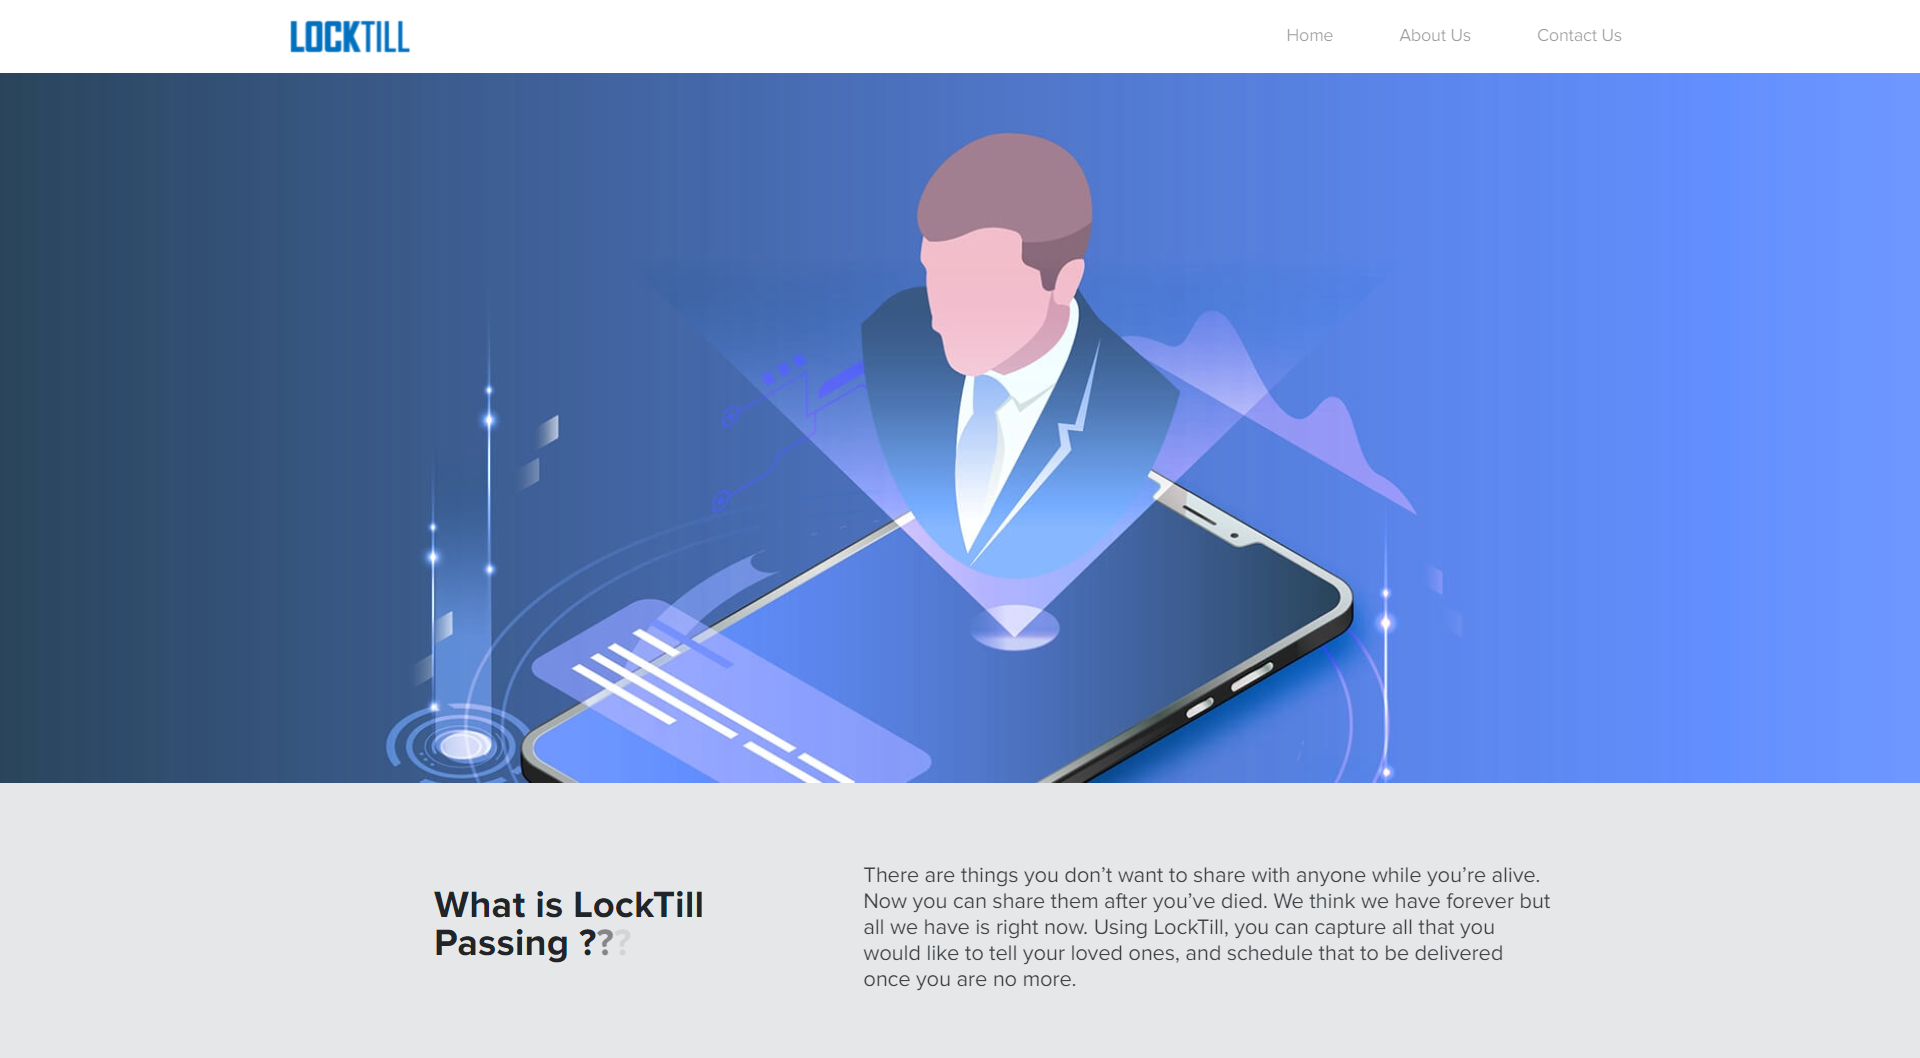 LOCKTILL
Home
About Us
Contact Us
What is LockTill
Passing ???
There are things you don’t want to share with anyone while you’re alive.
Now you can share them after you’ve died. We think we have forever but
all we have is right now. Using LockTill, you can capture all that you
would like to tell your loved ones, and schedule that to be delivered
once you are no more.